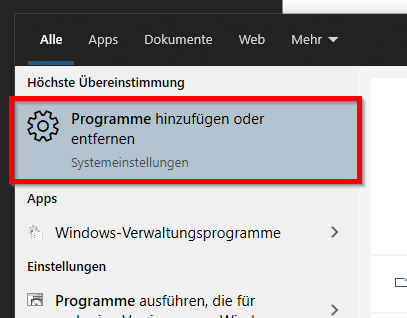 Alle Apps Dokumente Web Mehr
Höchste Übereinstimmung
Programme hinzufügen oder
entfernen
Systemeinstellungen
Apps
Windows-Verwaltungsprogramme
Einstellungen
Programme ausführen, die für